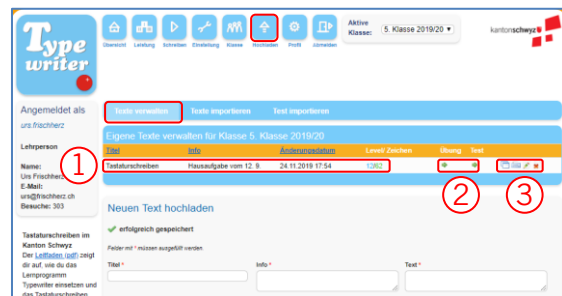 Type
writer
Übersicht Leistung Schreiben Einstellung Klasse Hochladen Profil Abmelden
Aktive
Klasse: 5. Klasse 2019/20
kantonschwyz
Angemeldet als
urs.frischherz
Lehrperson
Name:
Urs Frischherz
E-Mail:
urs@frischherz.ch
Besuche: 303
Tastaturschreiben im
Kanton Schwyz
Der Leitfaden (pdf) zeigt
dir auf, wie du das
Lernprogramm
Typewriter einsetzen und
das Tastaturschreiben
Texte verwalten Texte importieren Test importieren
Eigene Texte verwalten für Klasse 5. Klasse 2019/20
Titel Info Änderungsdatum Level/ Zeichen Übung Test
Tastaturschreiben Hausaufgabe vom 12. 9. 24.11.2019 17:54 12/62
1
2
3
Neuen Text hochladen
erfolgreich gespeichert
Felder mit * müssen ausgefüllt werden.
Titel * Info * Text *